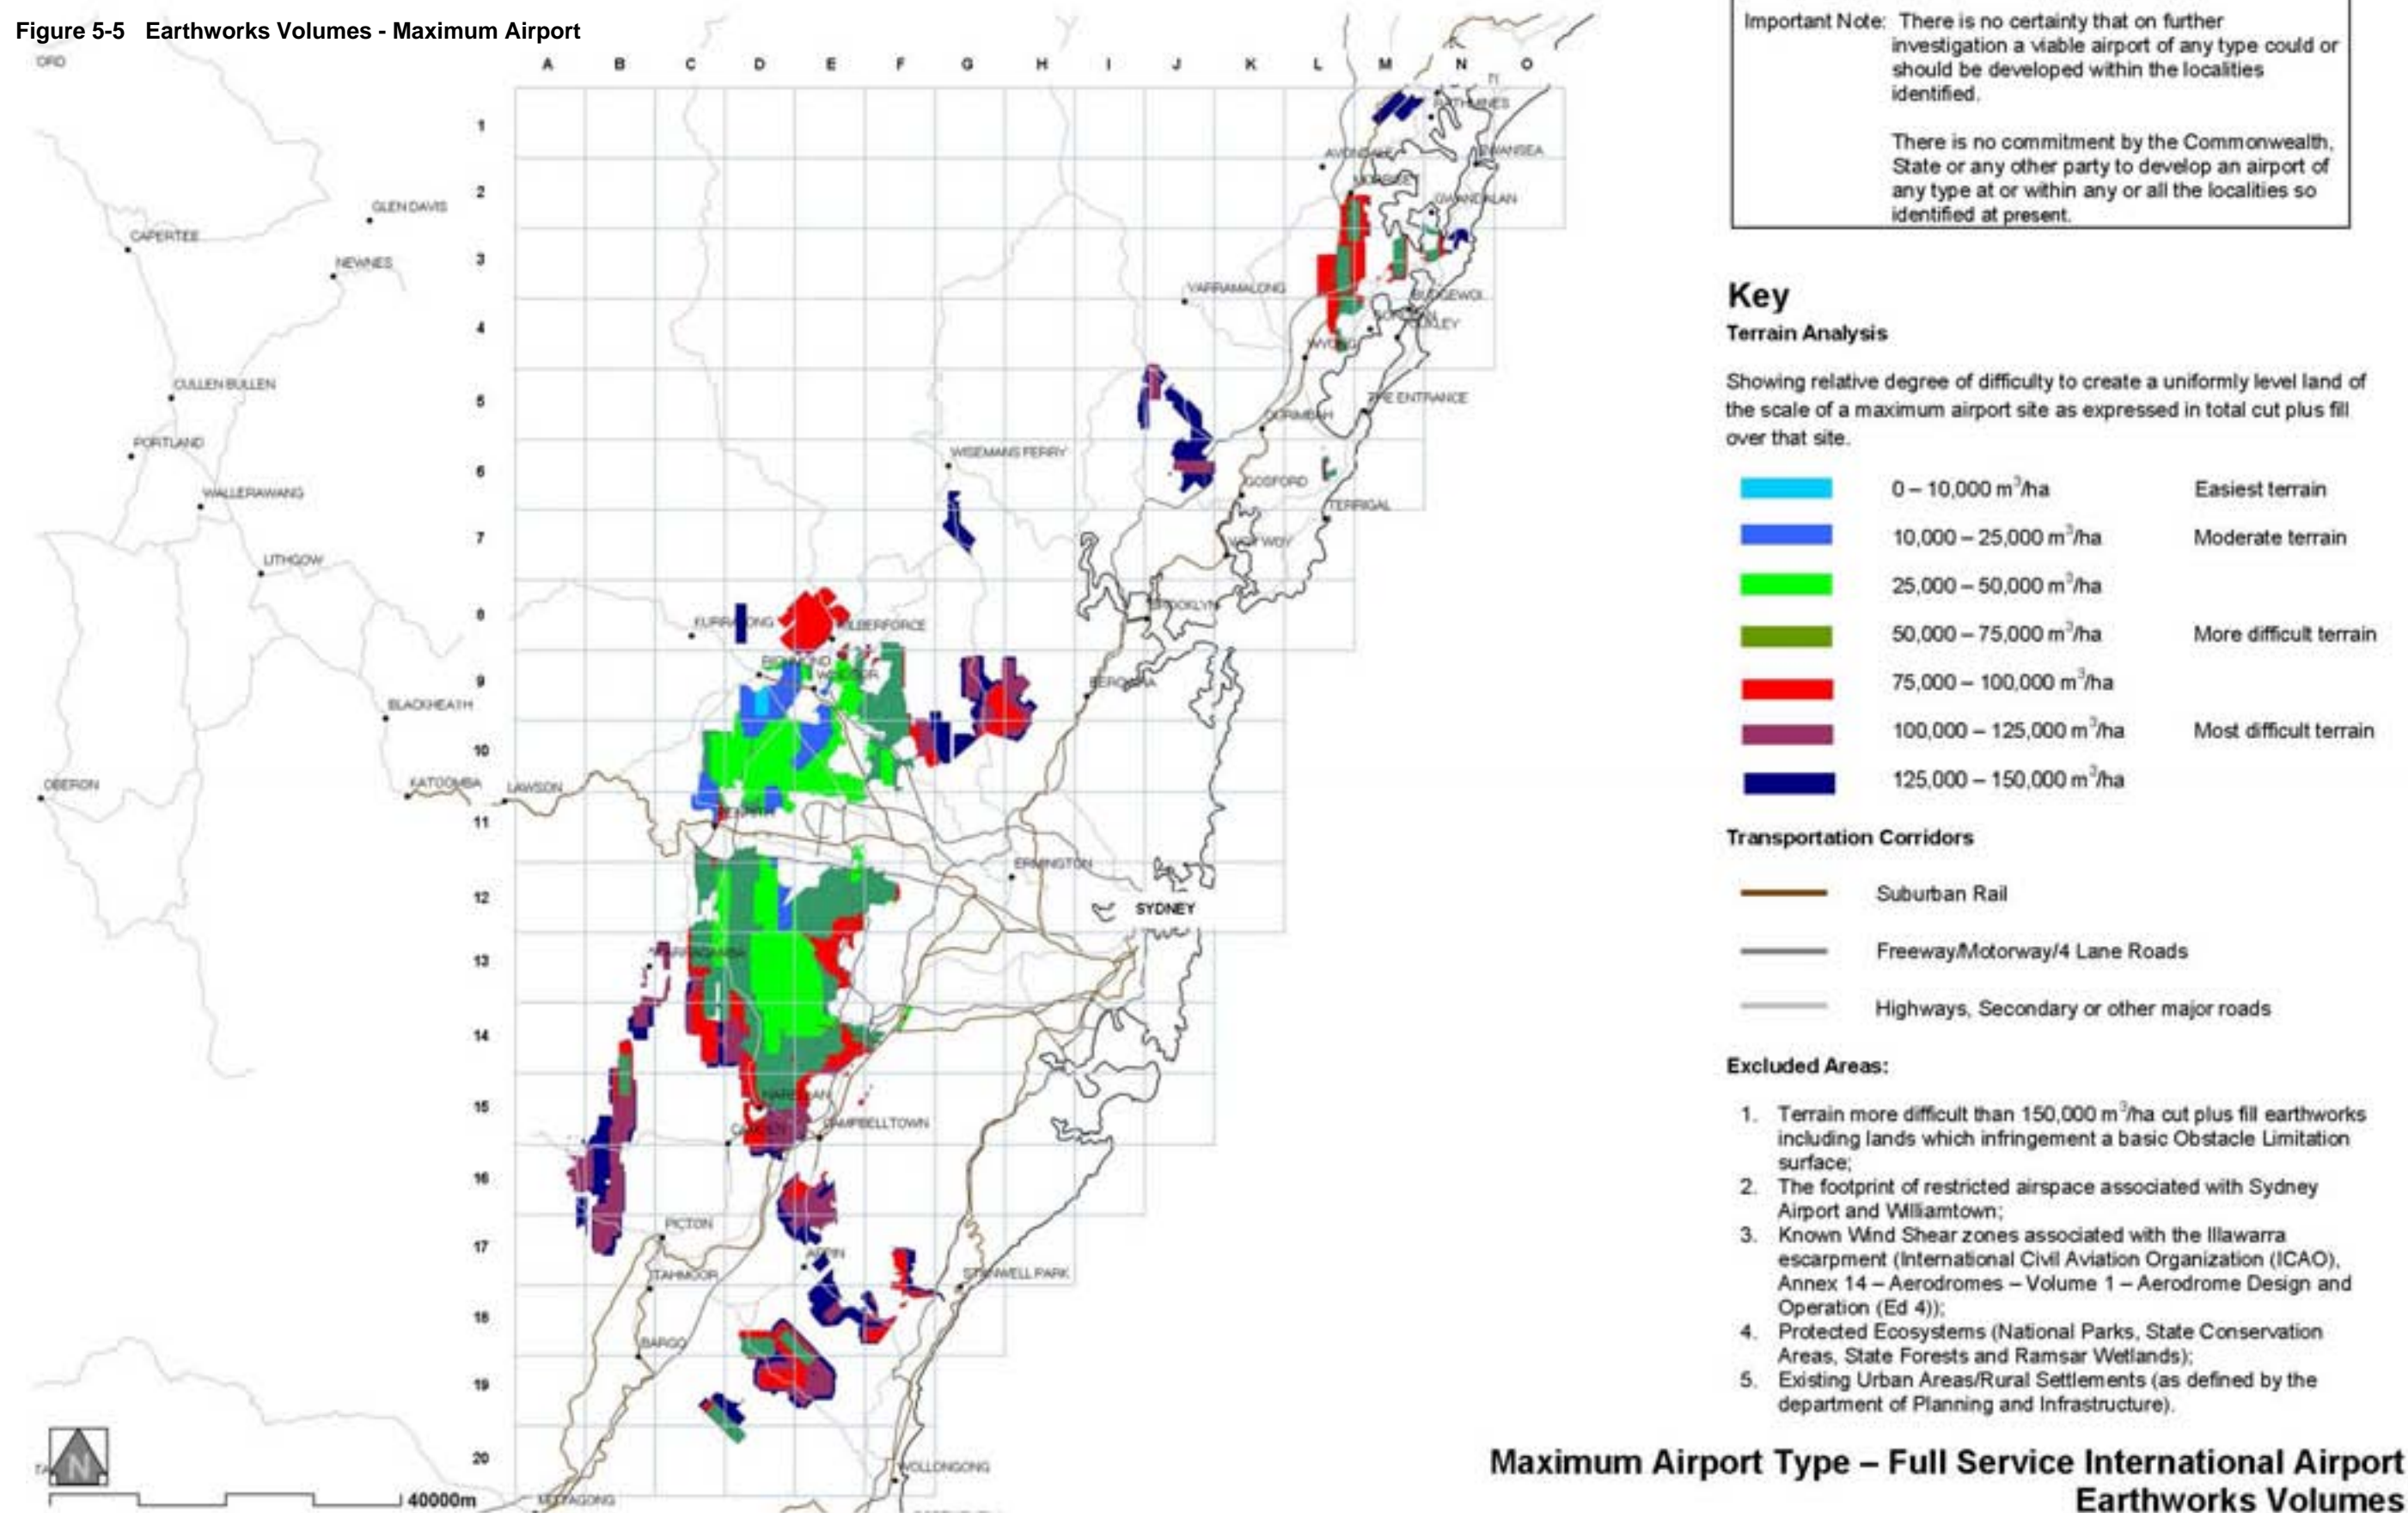 Figure 5-5 Earthworks Volumes - Maximum Airport
ORD
A B C D E F G H I J K L M N O
1
2
3
4
5
6
7
8
9
10
11
12
13
14
15
16
17
18
19
20
RATHMINES
SWANSEA
GWANDALAN
GLEN DAVIS
CAPERTEE
NEWNES
YARRAMALONG
WYONG
CULLEN BULLEN
THE ENTRANCE
OURIMBAH
PORTLAND
WISEMANS FERRY
WALLERAWANG
GOSFORD
TERRIGAL
WOY WOY
LITHGOW
BROOKLYN
KURRAJONG
WILBERFORCE
RICHMOND
WINDSOR
BEROWRA
BLACKHEATH
OBERON
KATOOMBA
LAWSON
ERMINGTON
SYDNEY
NARELLAN
CAMDEN
CAMPBELLTOWN
PICTON
APPIN
TAHMOOR
STANWELL PARK
BARGO
WOLLONGONG
MITTAGONG
N
TA
40000m
Important Note: There is no certainty that on further
investigation a viable airport of any type could or
should be developed within the localities
identified.
There is no commitment by the Commonwealth,
State or any other party to develop an airport of
any type at or within any or all the localities so
identified at present.
Key
Terrain Analysis
Showing relative degree of difficulty to create a uniformly level land of
the scale of a maximum airport site as expressed in total cut plus fill
over that site.
0 – 10,000 m³/ha Easiest terrain
10,000 – 25,000 m³/ha Moderate terrain
25,000 – 50,000 m³/ha
50,000 – 75,000 m³/ha More difficult terrain
75,000 – 100,000 m³/ha
100,000 – 125,000 m³/ha Most difficult terrain
125,000 – 150,000 m³/ha
Transportation Corridors
Suburban Rail
Freeway/Motorway/4 Lane Roads
Highways, Secondary or other major roads
Excluded Areas:
1. Terrain more difficult than 150,000 m³/ha cut plus fill earthworks
including lands which infringement a basic Obstacle Limitation
surface;
2. The footprint of restricted airspace associated with Sydney
Airport and Williamtown;
3. Known Wind Shear zones associated with the Illawarra
escarpment (International Civil Aviation Organization (ICAO),
Annex 14 – Aerodromes – Volume 1 – Aerodrome Design and
Operation (Ed 4));
4. Protected Ecosystems (National Parks, State Conservation
Areas, State Forests and Ramsar Wetlands);
5. Existing Urban Areas/Rural Settlements (as defined by the
department of Planning and Infrastructure).
Maximum Airport Type – Full Service International Airport
Earthworks Volumes